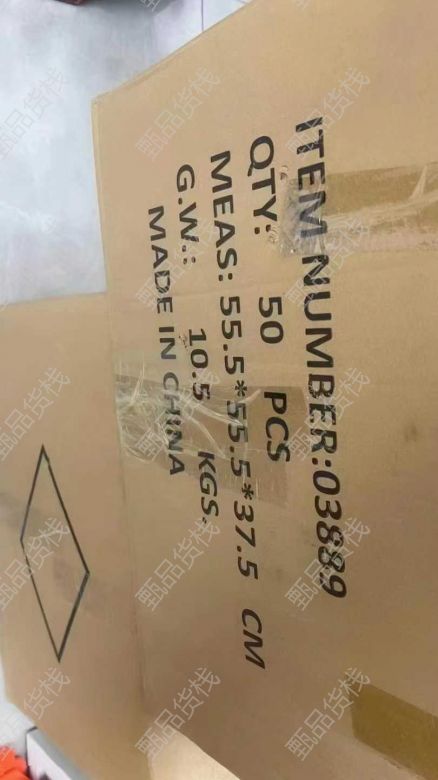 ITEM NUMBER:03889
QTY: 50 PCS
MEAS: 55.5*55.5*37.5 CM
G.W.: 10.5 KGS:
MADE IN CHINA
甄品货栈